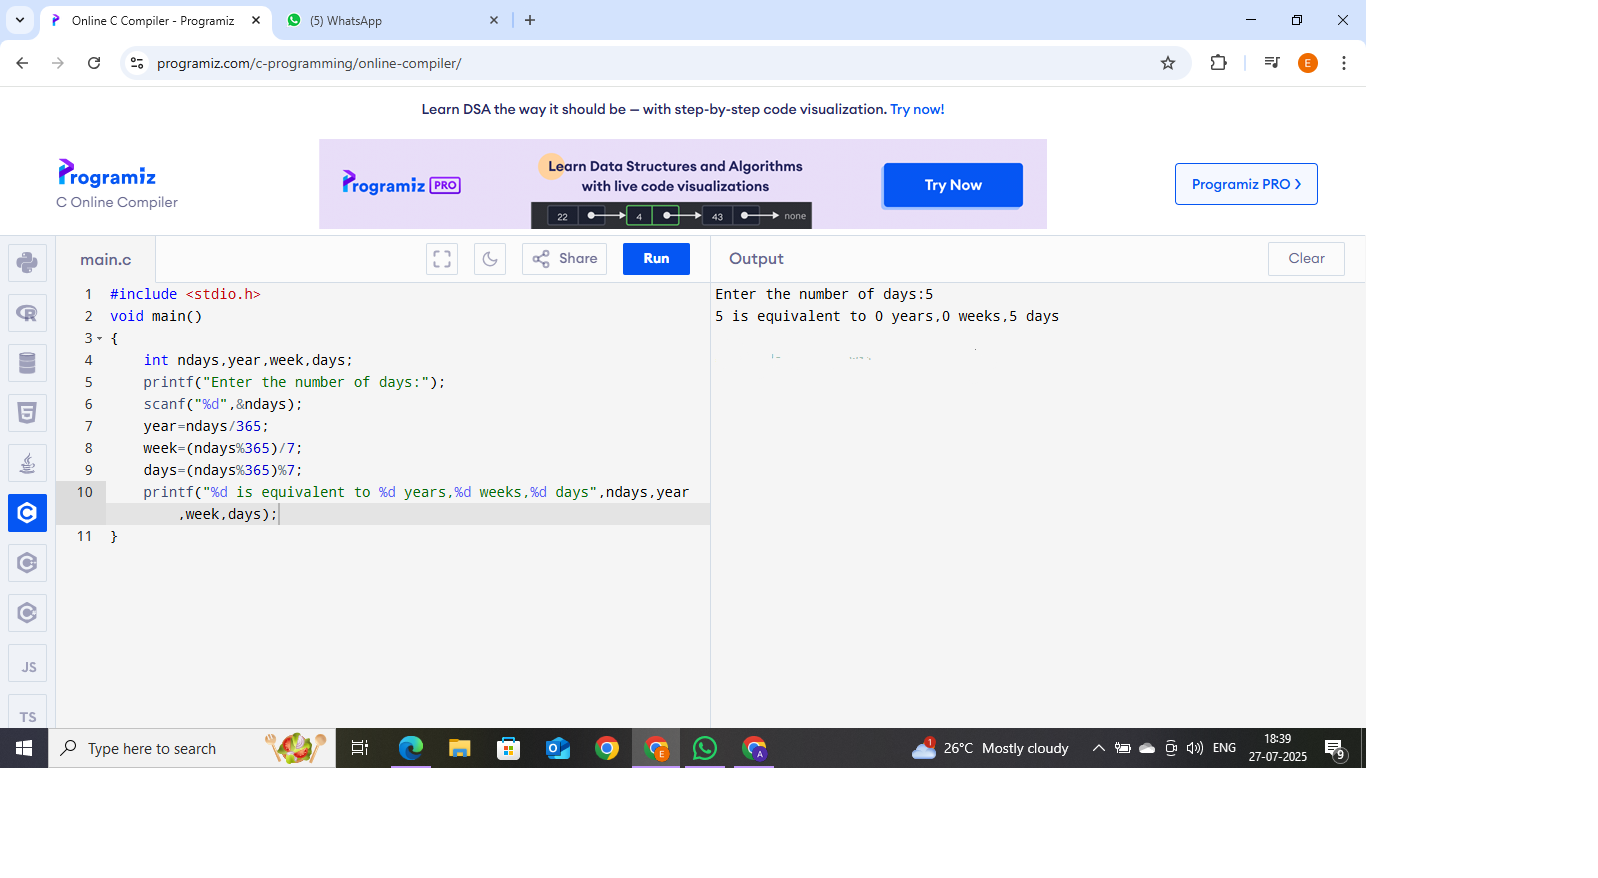 Online C Compiler - Programiz
(5) WhatsApp
programiz.com/c-programming/online-compiler/
E
Learn DSA the way it should be — with step-by-step code visualization. Try now!
Programiz
C Online Compiler
Programiz PRO
Learn Data Structures and Algorithms
with live code visualizations
22 4 43 none
Try Now
Programiz PRO
main.c
Share
Run
Output
Clear
1 #include <stdio.h>
2 void main()
3 {
4 int ndays,year,week,days;
5 printf("Enter the number of days:");
6 scanf("%d",&ndays);
7 year=ndays/365;
8 week=(ndays%365)/7;
9 days=(ndays%365)%7;
10 printf("%d is equivalent to %d years,%d weeks,%d days",ndays,year
,week,days);
11 }
Enter the number of days:5
5 is equivalent to 0 years,0 weeks,5 days
JS
TS
Type here to search
E
A
1
26°C Mostly cloudy
ENG
18:39
27-07-2025
9